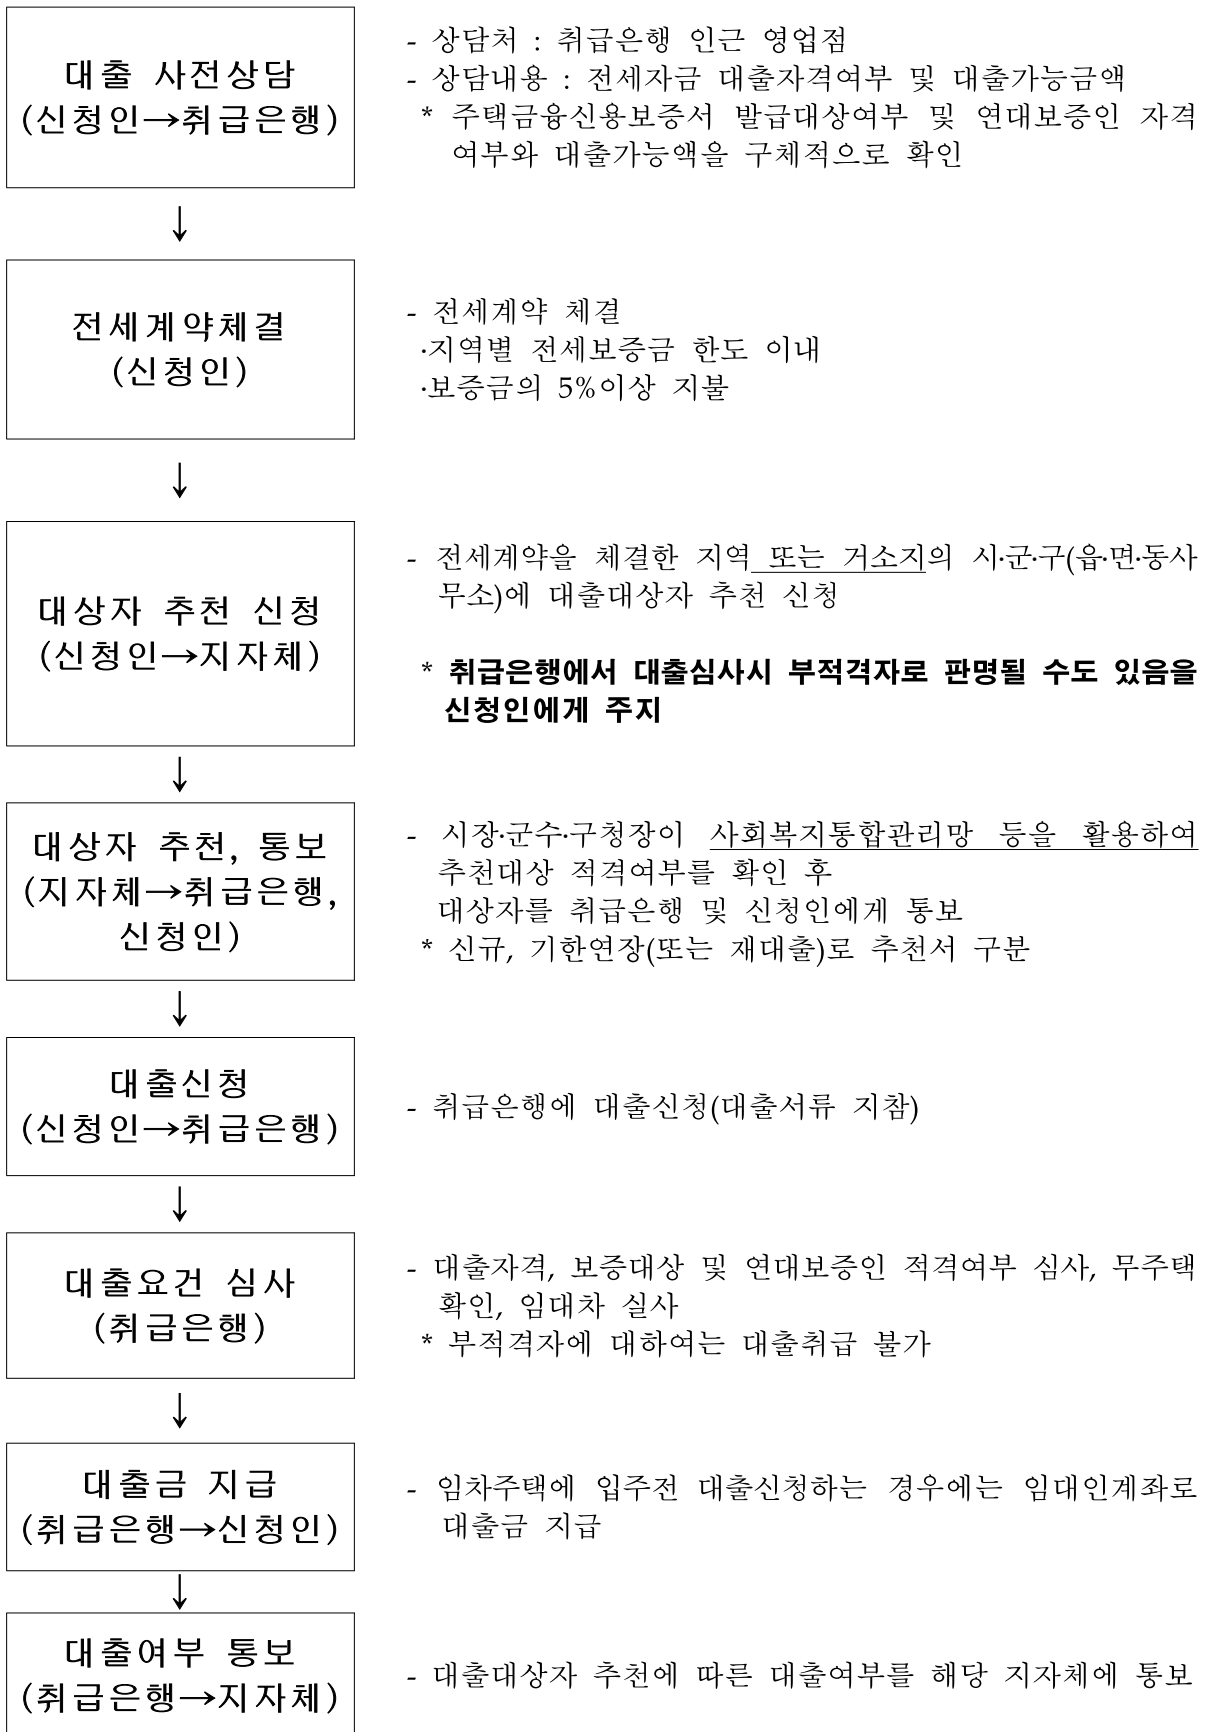 대출 사전상담
(신청인→취급은행)
- 상담처 : 취급은행 인근 영업점
- 상담내용 : 전세자금 대출자격여부 및 대출가능금액
* 주택금융신용보증서 발급대상여부 및 연대보증인 자격
여부와 대출가능액을 구체적으로 확인
↓
전세계약체결
(신청인)
- 전세계약 체결
·지역별 전세보증금 한도 이내
·보증금의 5%이상 지불
↓
대상자 추천 신청
(신청인→지자체)
- 전세계약을 체결한 지역 또는 거소지의 시·군·구(읍·면·동사
무소)에 대출대상자 추천 신청
* 취급은행에서 대출심사시 부적격자로 판명될 수도 있음을
신청인에게 주지
↓
대상자 추천, 통보
(지자체→취급은행,
신청인)
- 시장·군수·구청장이 사회복지통합관리망 등을 활용하여
추천대상 적격여부를 확인 후
대상자를 취급은행 및 신청인에게 통보
* 신규, 기한연장(또는 재대출)로 추천서 구분
↓
대출신청
(신청인→취급은행)
- 취급은행에 대출신청(대출서류 지참)
↓
대출요건 심사
(취급은행)
- 대출자격, 보증대상 및 연대보증인 적격여부 심사, 무주택
확인, 임대차 실사
* 부적격자에 대하여는 대출취급 불가
↓
대출금 지급
(취급은행→신청인)
- 임차주택에 입주전 대출신청하는 경우에는 임대인계좌로
대출금 지급
↓
대출여부 통보
(취급은행→지자체)
- 대출대상자 추천에 따른 대출여부를 해당 지자체에 통보